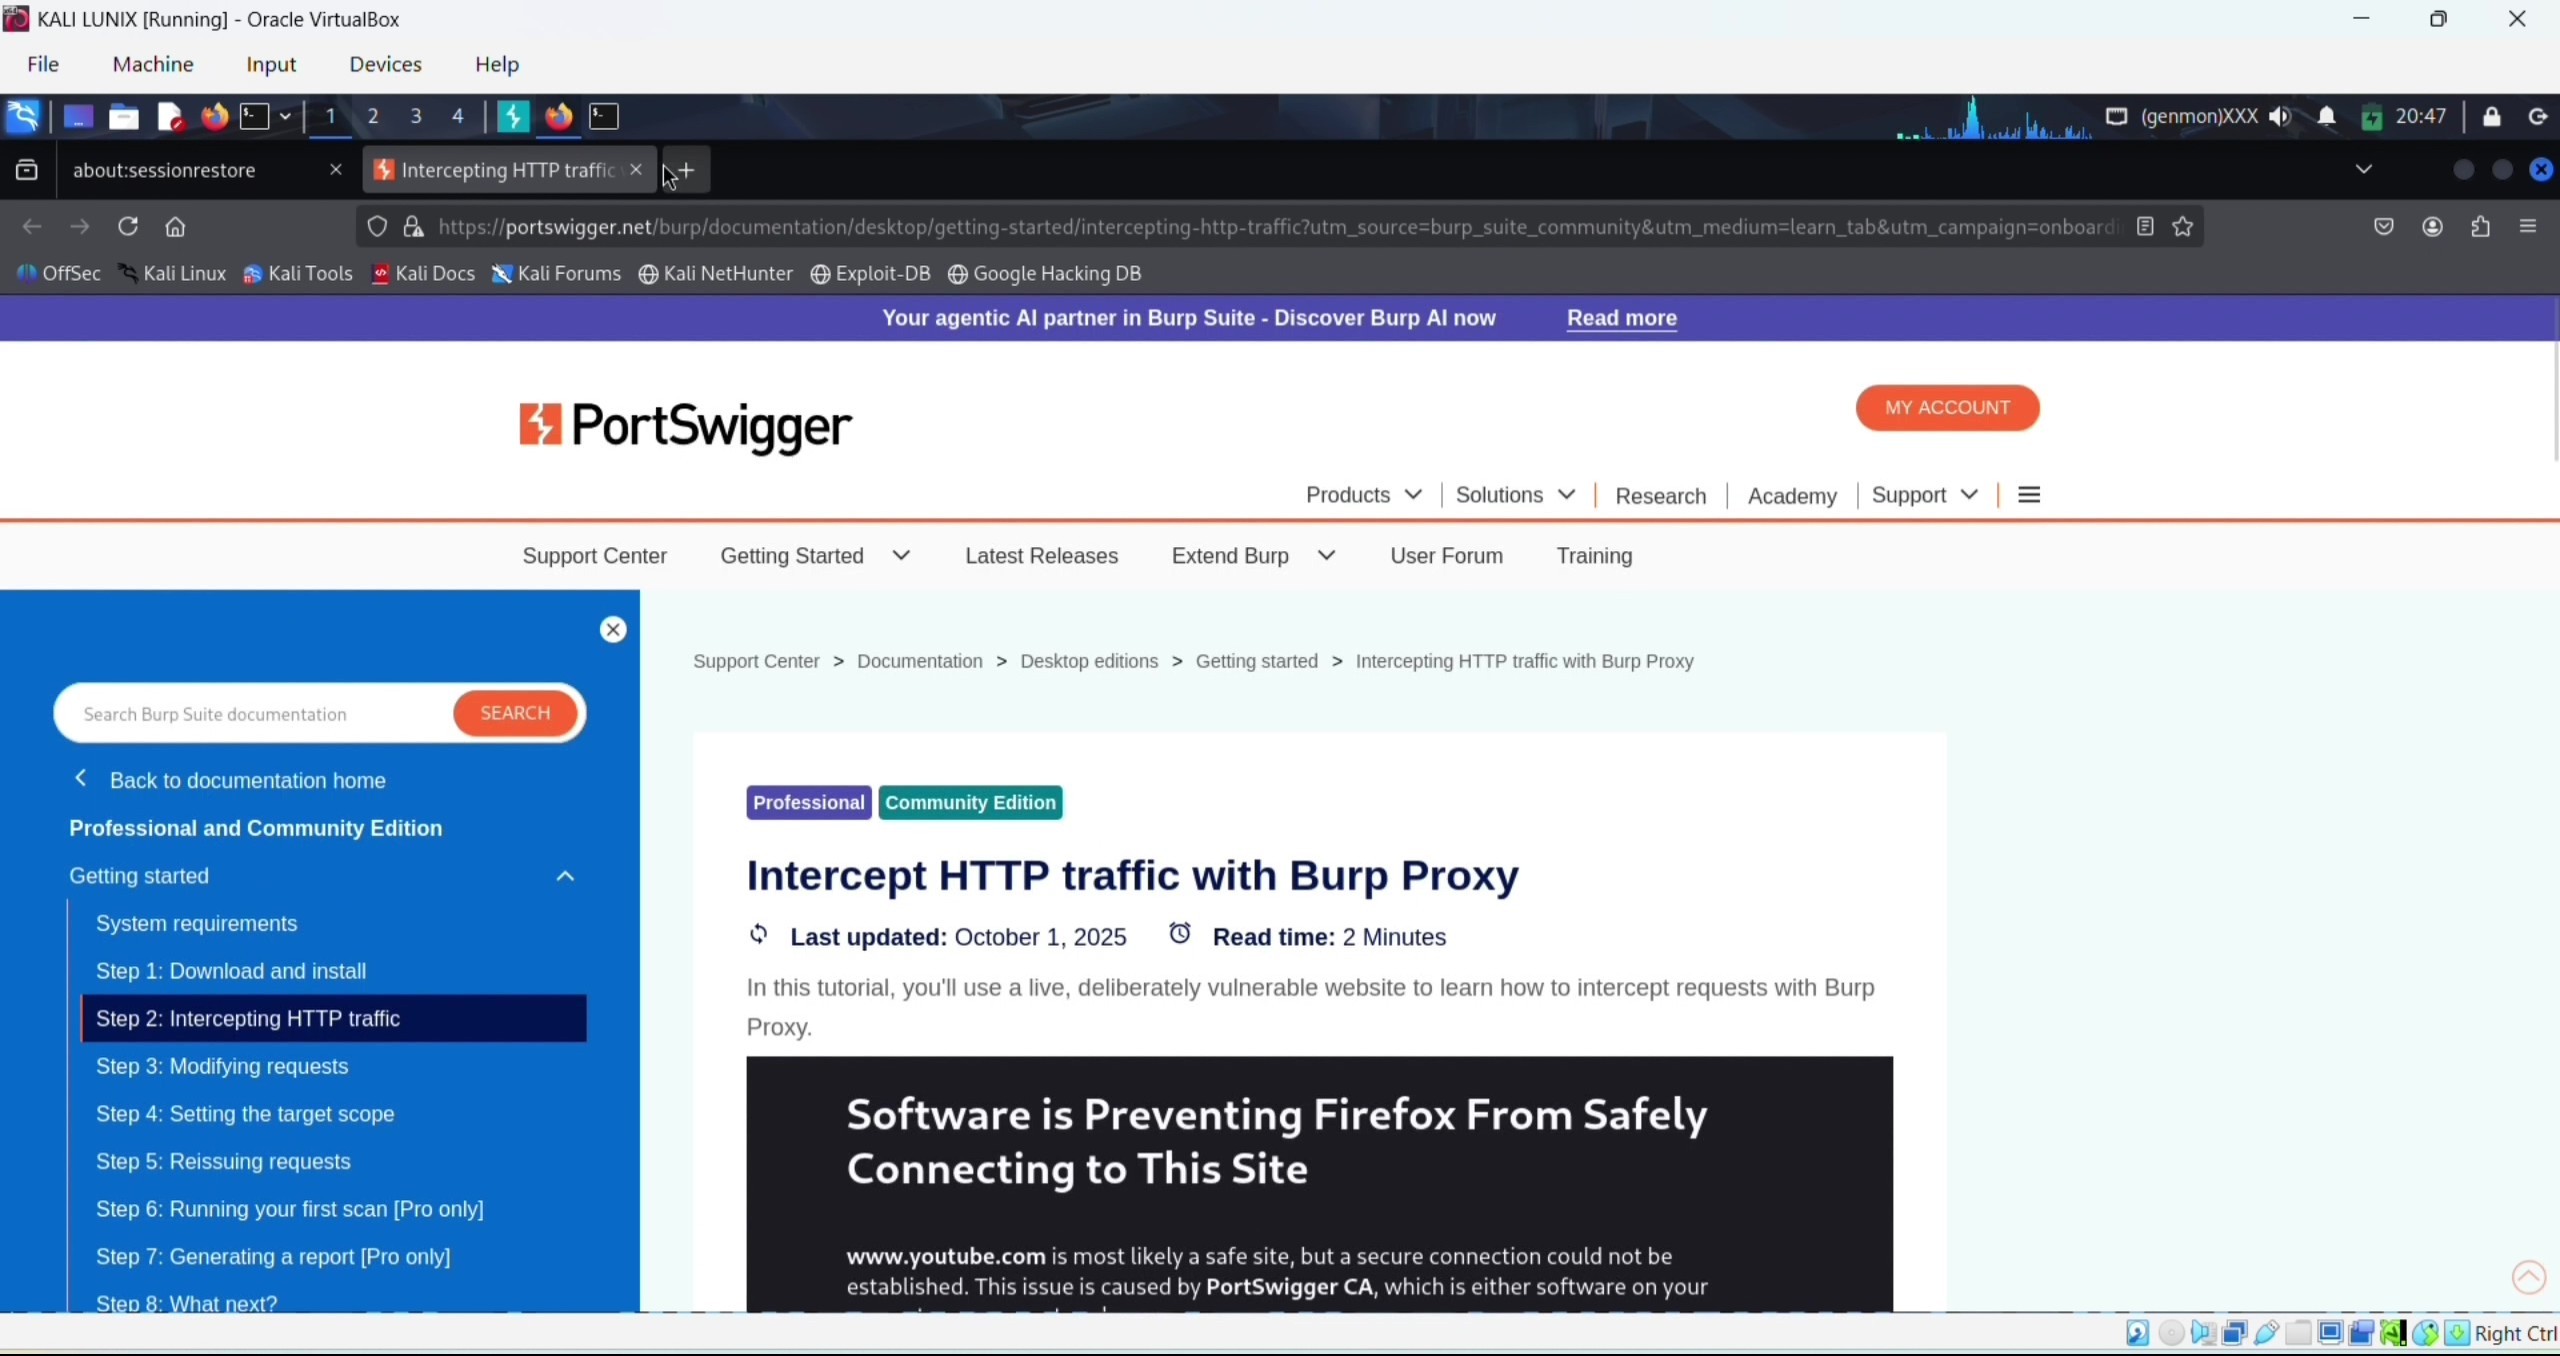 KALI LUNIX [Running] - Oracle VirtualBox
File Machine Input Devices Help
1 2 3 4 (genmon)XXX 20:47
about:sessionrestore Intercepting HTTP traffic
https://portswigger.net/burp/documentation/desktop/getting-started/intercepting-http-traffic?utm_source=burp_suite_community&utm_medium=learn_tab&utm_campaign=onboardi
OffSec Kali Linux Kali Tools Kali Docs Kali Forums Kali NetHunter Exploit-DB Google Hacking DB
Your agentic AI partner in Burp Suite - Discover Burp AI now Read more
PortSwigger
MY ACCOUNT
Products Solutions Research Academy Support
Support Center Getting Started Latest Releases Extend Burp User Forum Training
Support Center > Documentation > Desktop editions > Getting started > Intercepting HTTP traffic with Burp Proxy
Search Burp Suite documentation SEARCH
Back to documentation home
Professional and Community Edition
Getting started
System requirements
Step 1: Download and install
Step 2: Intercepting HTTP traffic
Step 3: Modifying requests
Step 4: Setting the target scope
Step 5: Reissuing requests
Step 6: Running your first scan [Pro only]
Step 7: Generating a report [Pro only]
Step 8: What next?
Professional Community Edition
Intercept HTTP traffic with Burp Proxy
Last updated: October 1, 2025 Read time: 2 Minutes
In this tutorial, you'll use a live, deliberately vulnerable website to learn how to intercept requests with Burp
Proxy.
Software is Preventing Firefox From Safely
Connecting to This Site
www.youtube.com is most likely a safe site, but a secure connection could not be
established. This issue is caused by PortSwigger CA, which is either software on your
Right Ctrl